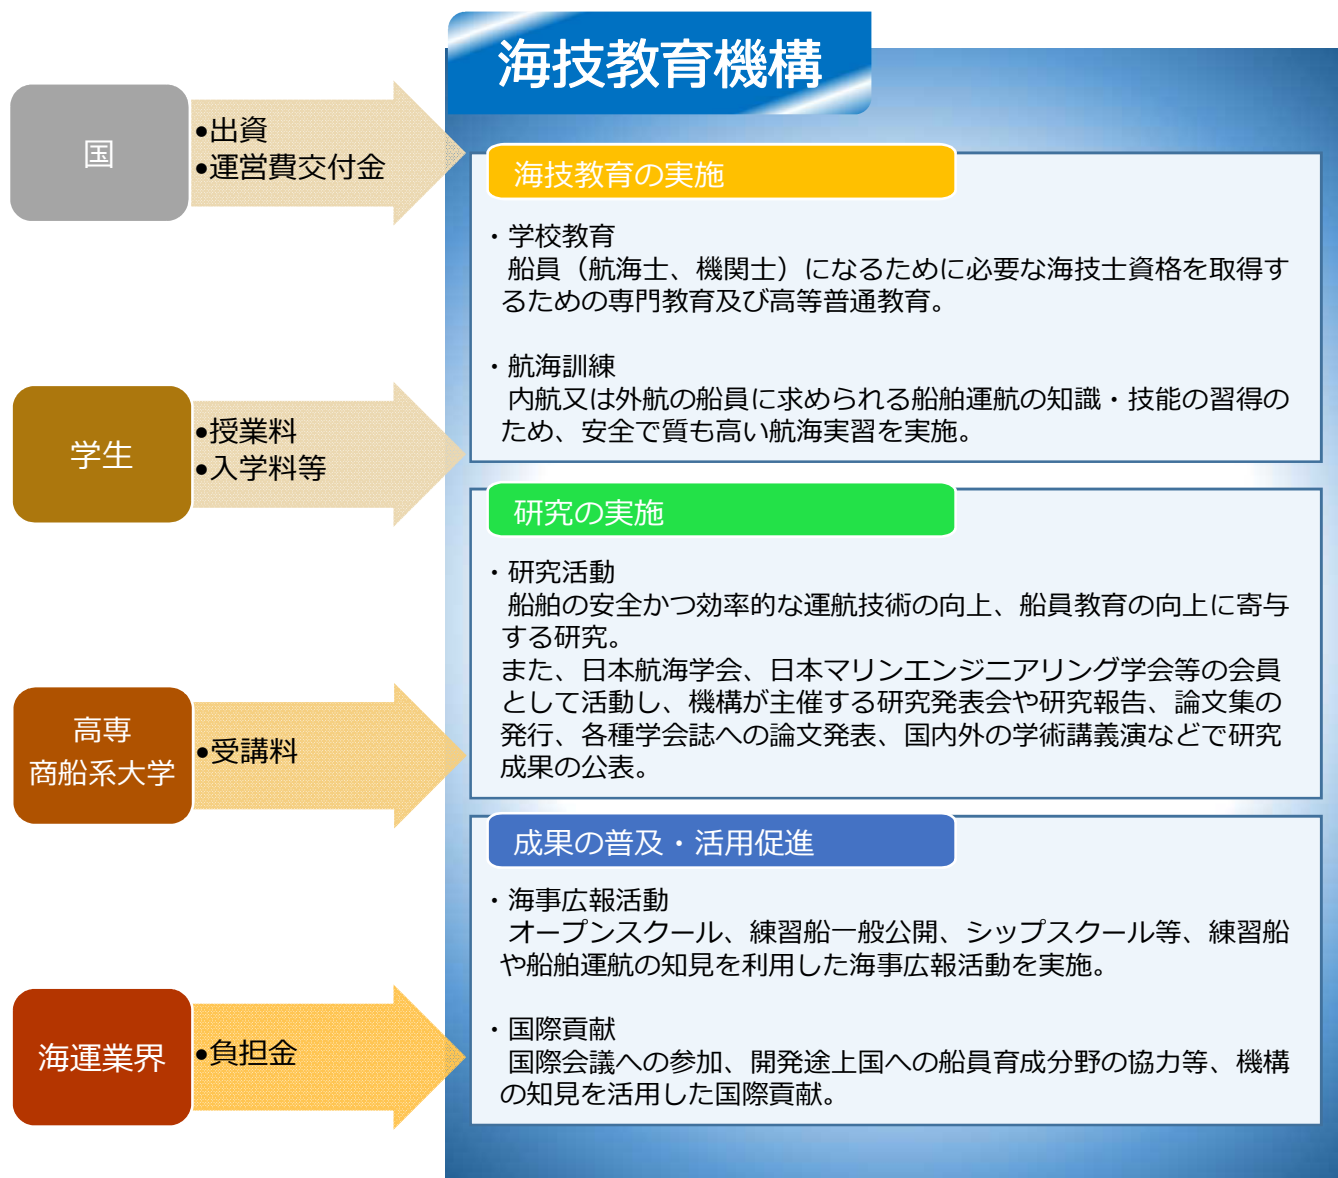 海技教育機構
国
•出資
•運営費交付金
学生
•授業料
•入学料等
高専
商船系大学
•受講料
海運業界
•負担金
海技教育の実施
・学校教育
船員（航海士、機関士）になるために必要な海技士資格を取得す
るための専門教育及び高等普通教育。
・航海訓練
内航又は外航の船員に求められる船舶運航の知識・技能の習得の
ため、安全で質も高い航海実習を実施。
研究の実施
・研究活動
船舶の安全かつ効率的な運航技術の向上、船員教育の向上に寄与
する研究。
また、日本航海学会、日本マリンエンジニアリング学会等の会員
として活動し、機構が主催する研究発表会や研究報告、論文集の
発行、各種学会誌への論文発表、国内外の学術講義演などで研究
成果の公表。
成果の普及・活用促進
・海事広報活動
オープンスクール、練習船一般公開、シップスクール等、練習船
や船舶運航の知見を利用した海事広報活動を実施。
・国際貢献
国際会議への参加、開発途上国への船員育成分野の協力等、機構
の知見を活用した国際貢献。